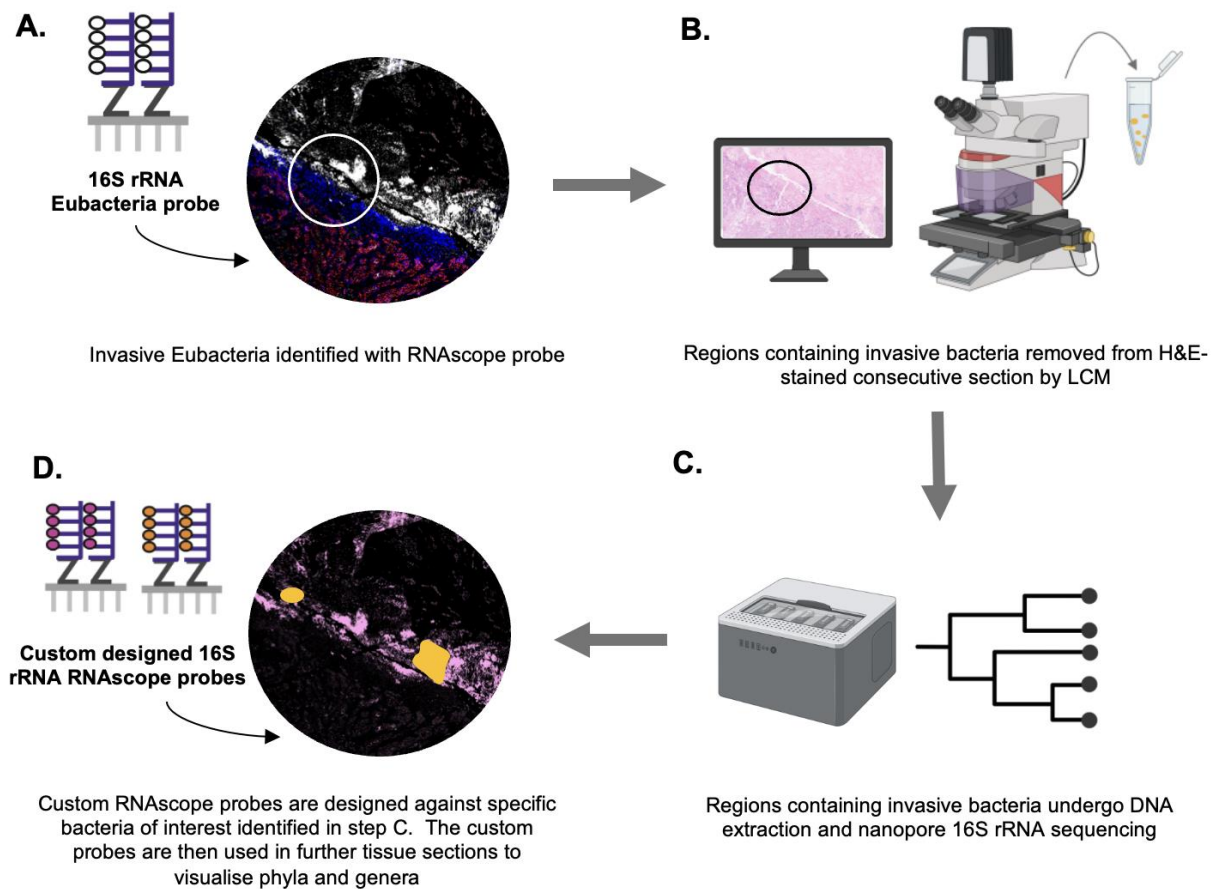 A.
16S rRNA
Eubacteria probe
Invasive Eubacteria identified with RNAscope probe
B.
Regions containing invasive bacteria removed from H&E-
stained consecutive section by LCM
C.
Regions containing invasive bacteria undergo DNA
extraction and nanopore 16S rRNA sequencing
D.
Custom designed 16S
rRNA RNAscope probes
Custom RNAscope probes are designed against specific
bacteria of interest identified in step C.  The custom
probes are then used in further tissue sections to
visualise phyla and genera